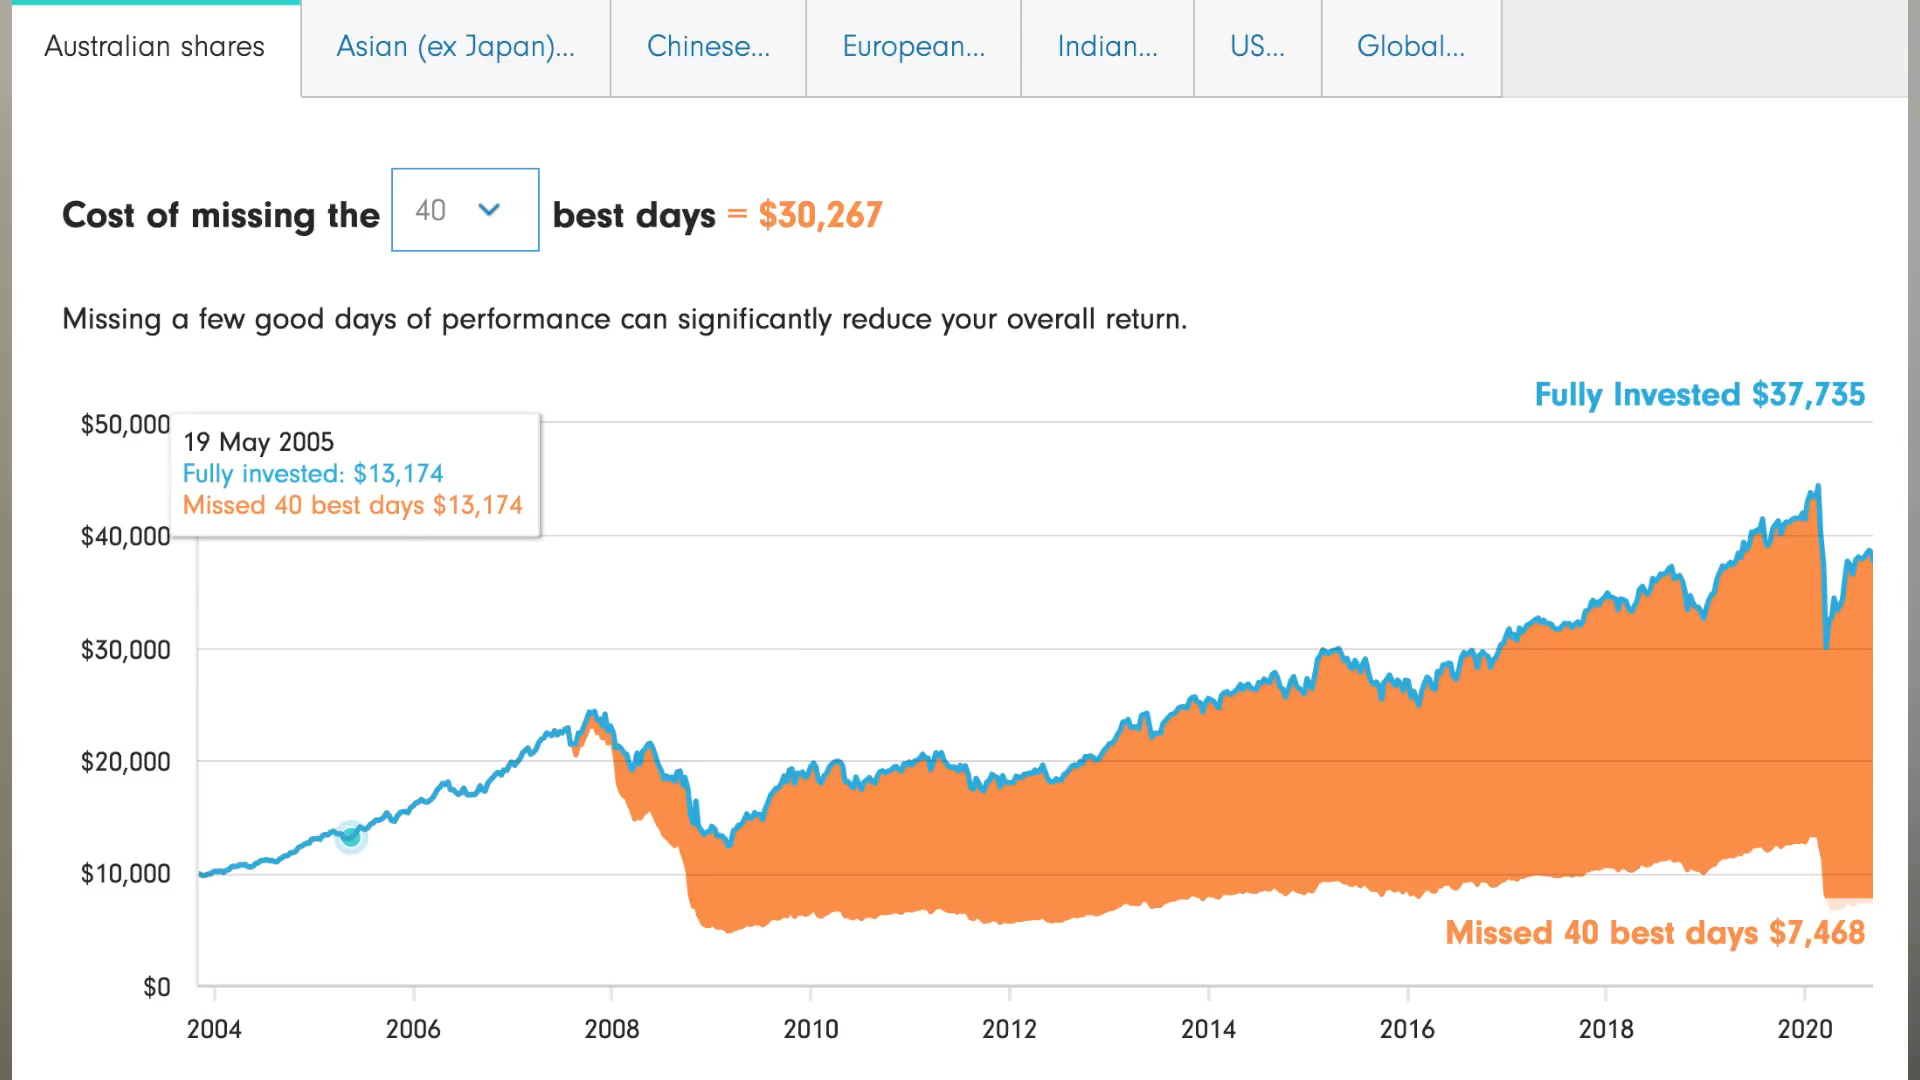 Australian shares
Asian (ex Japan)...
Chinese...
European...
Indian...
US...
Global...
Cost of missing the 40 best days = $30,267
Missing a few good days of performance can significantly reduce your overall return.
Fully Invested $37,735
$50,000
19 May 2005
Fully invested: $13,174
Missed 40 best days $13,174
$40,000
$30,000
$20,000
$10,000
Missed 40 best days $7,468
$0
2004 2006 2008 2010 2012 2014 2016 2018 2020